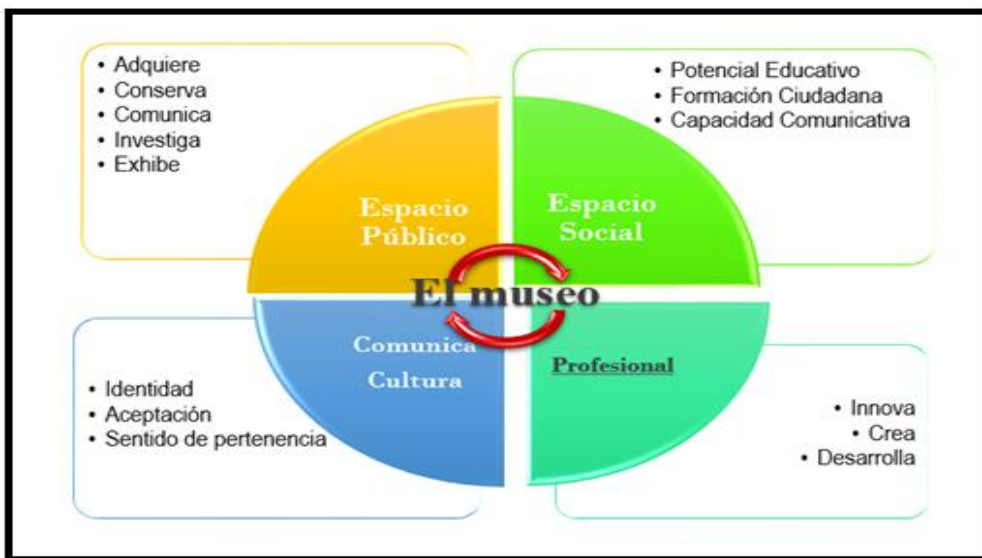 • Adquiere
• Conserva
• Comunica
• Investiga
• Exhibe
• Potencial Educativo
• Formación Ciudadana
• Capacidad Comunicativa
Espacio
Público
Espacio
Social
El museo
Comunica
Cultura
Profesional
• Identidad
• Aceptación
• Sentido de pertenencia
• Innova
• Crea
• Desarrolla